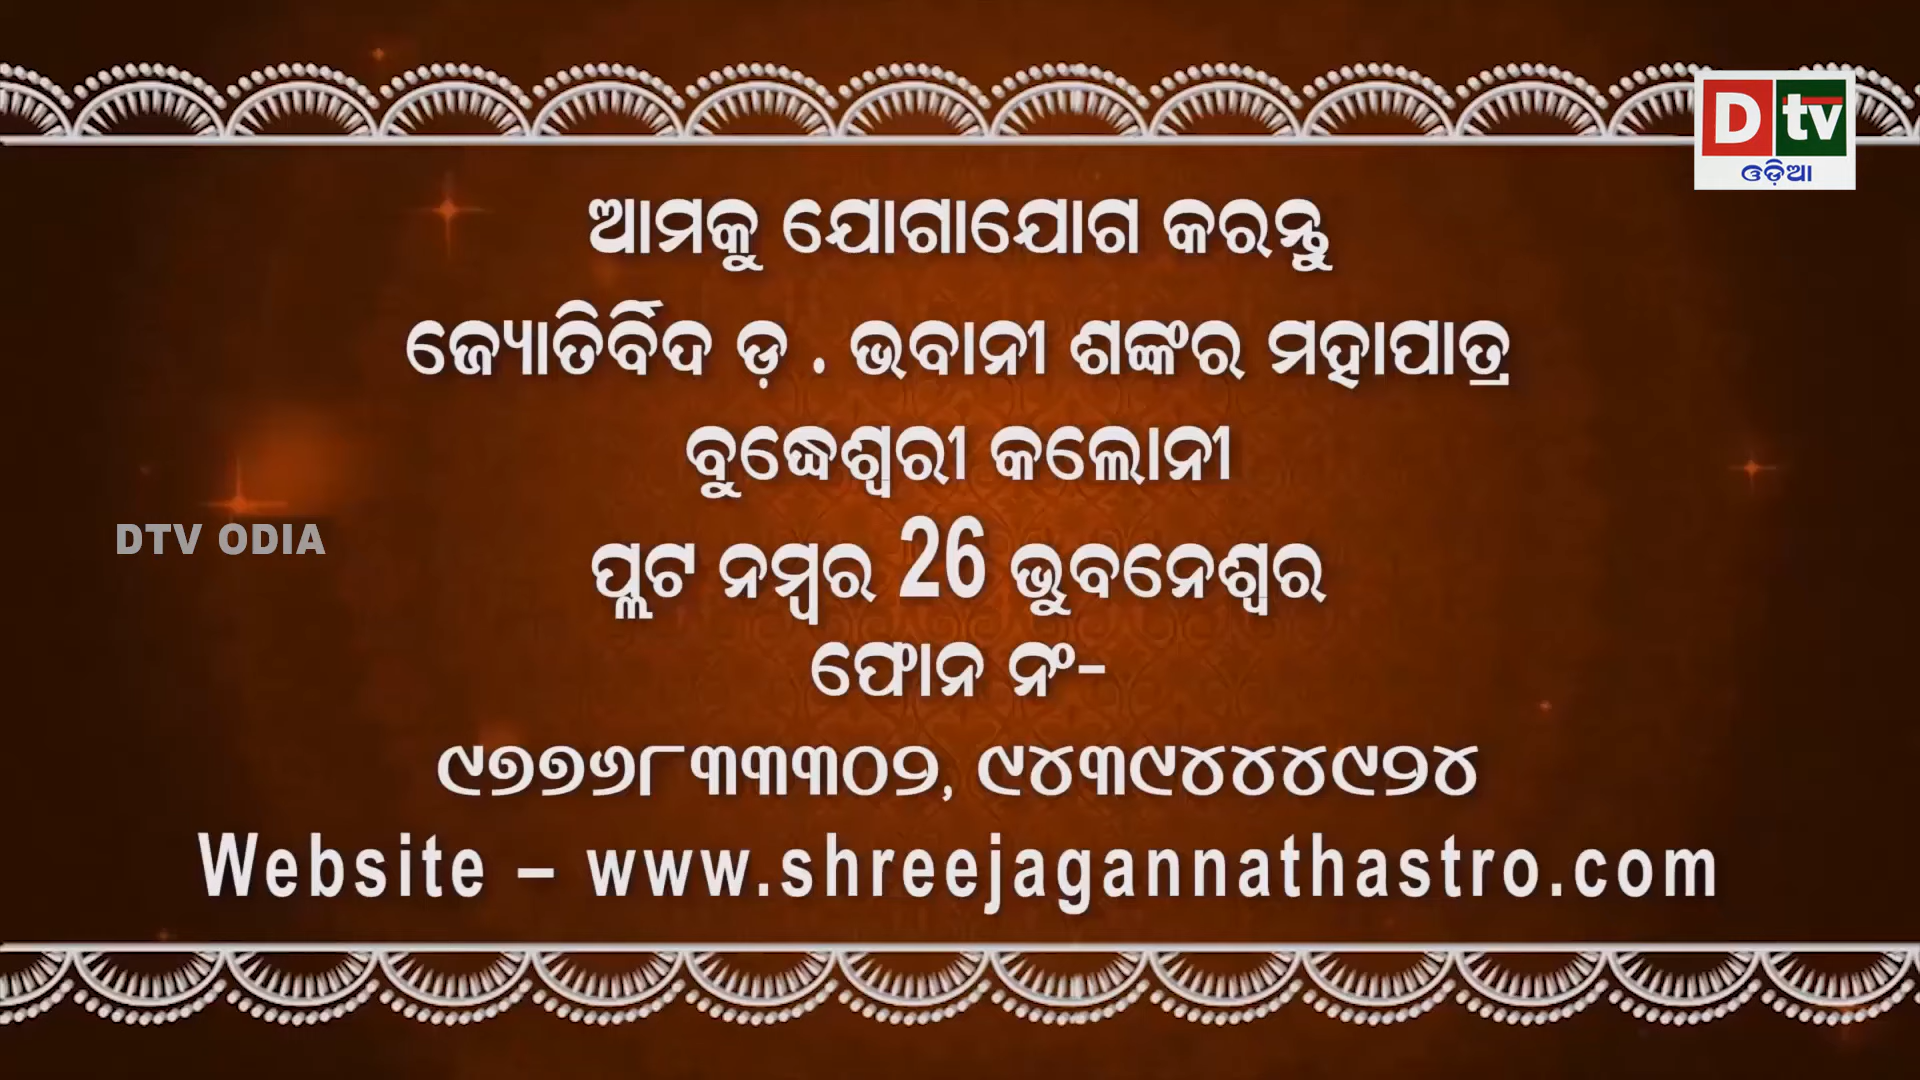 Dtv
ଓଡ଼ିଆ
ଆମକୁ ଯୋଗାଯୋଗ କରନ୍ତୁ
ଜ୍ୟୋତିର୍ବିଦ ଡ଼ . ଭବାନୀ ଶଙ୍କର ମହାପାତ୍ର
ବୁଦ୍ଧେଶ୍ୱରୀ କଲୋନୀ
DTV ODIA
ପ୍ଲଟ ନମ୍ବର 26 ଭୁବନେଶ୍ୱର
ଫୋନ ନଂ-
୯୭୭୬୮୩୩୩୦୨, ୯୪୩୯୪୪୪୯୨୪
Website – www.shreejagannathastro.com